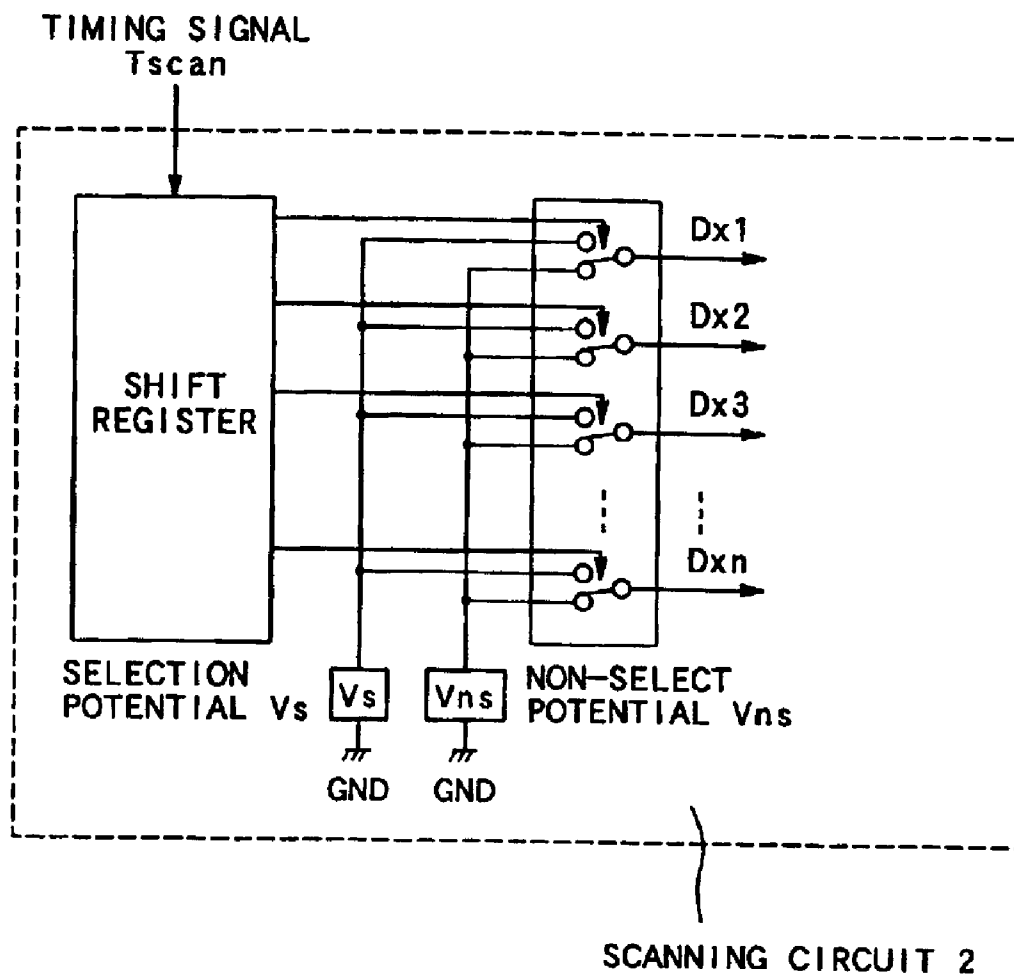 TIMING SIGNAL
Tscan
SHIFT
REGISTER
Dx1
Dx2
Dx3
Dxn
SELECTION
POTENTIAL Vs
Vs
Vns
NON-SELECT
POTENTIAL Vns
GND
GND
SCANNING CIRCUIT 2